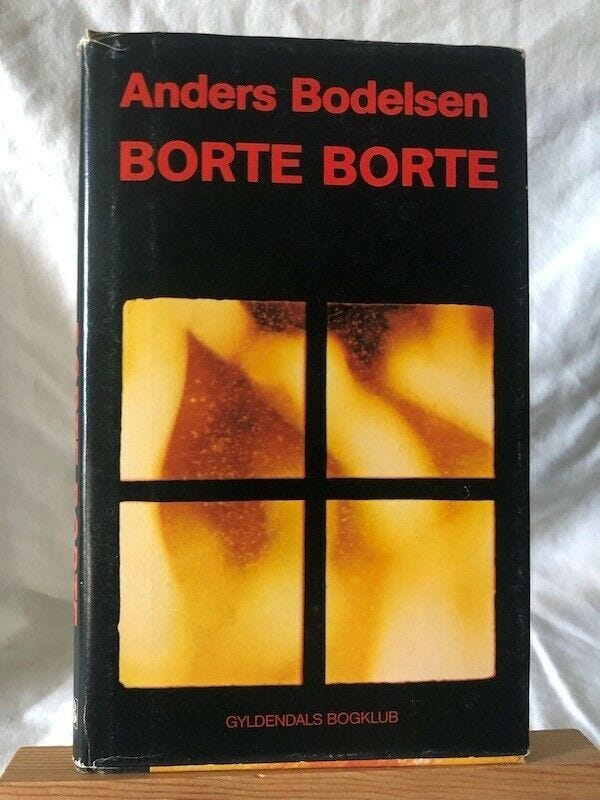 Anders Bodelsen
BORTE BORTE
GYLDENDALS BOGKLUB